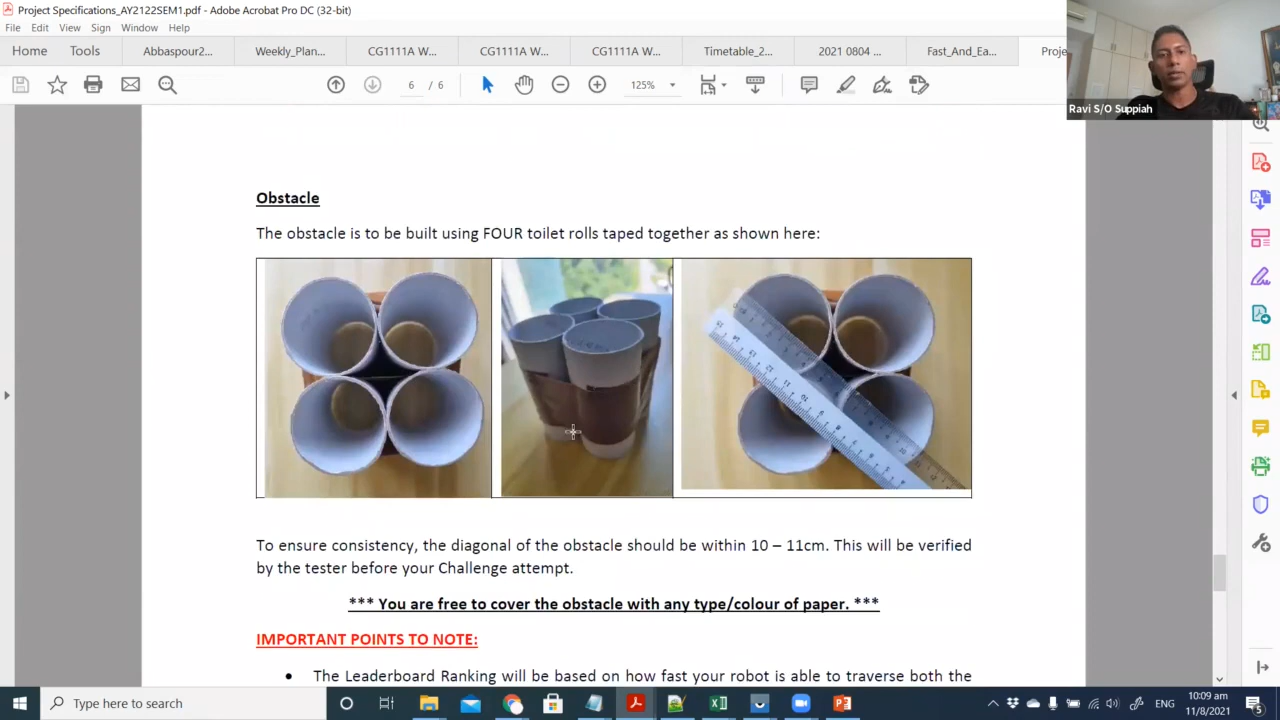 Project Specifications_AY2122SEM1.pdf - Adobe Acrobat Pro DC (32-bit)
File Edit View Sign Window Help
Home Tools Abbaspour2... Weekly_Plan... CG1111A W... CG1111A W... CG1111A W... Timetable_2... 2021 0804 ... Fast_And_Ea... Proje
6 / 6 125%
Ravi S/O Suppiah
Obstacle
The obstacle is to be built using FOUR toilet rolls taped together as shown here:
To ensure consistency, the diagonal of the obstacle should be within 10 – 11cm. This will be verified
by the tester before your Challenge attempt.
*** You are free to cover the obstacle with any type/colour of paper. ***
IMPORTANT POINTS TO NOTE:
• The Leaderboard Ranking will be based on how fast your robot is able to traverse both the
Type here to search
ENG
10:09 am
11/8/2021
5